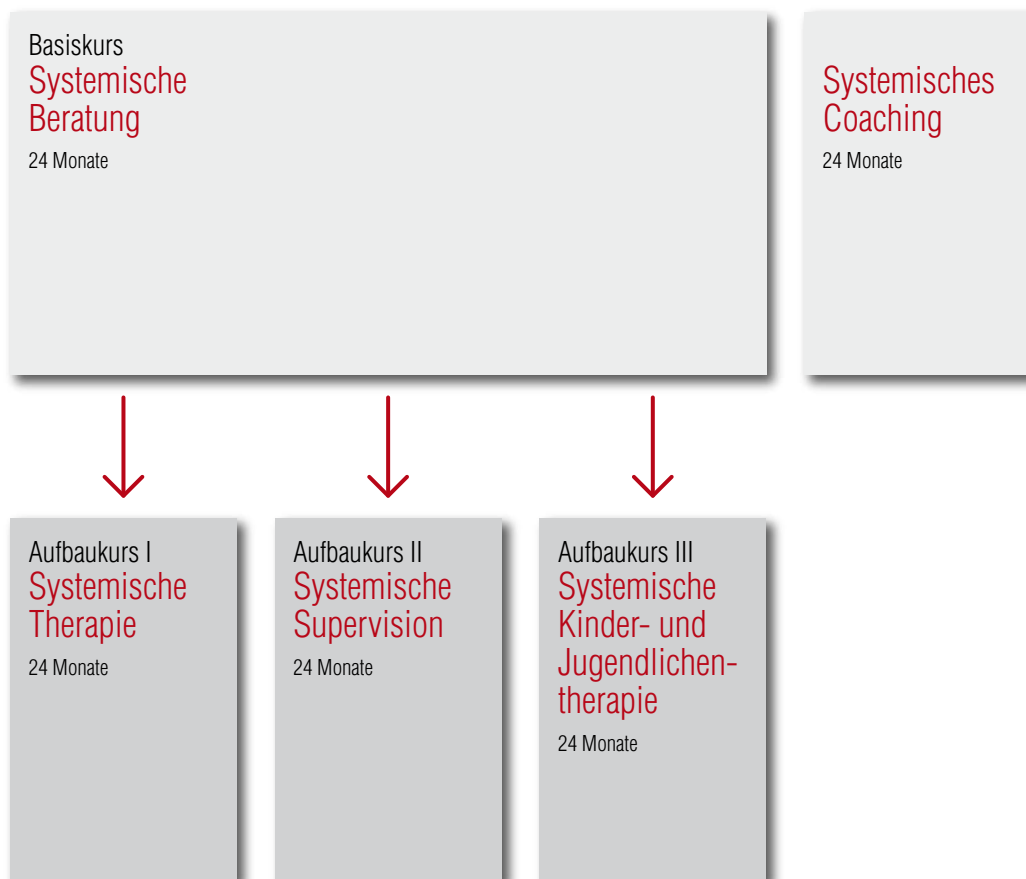 Basiskurs
Systemische
Beratung
24 Monate
Systemisches
Coaching
24 Monate
Aufbaukurs I
Systemische
Therapie
24 Monate
Aufbaukurs II
Systemische
Supervision
24 Monate
Aufbaukurs III
Systemische
Kinder- und
Jugendlichen-
therapie
24 Monate